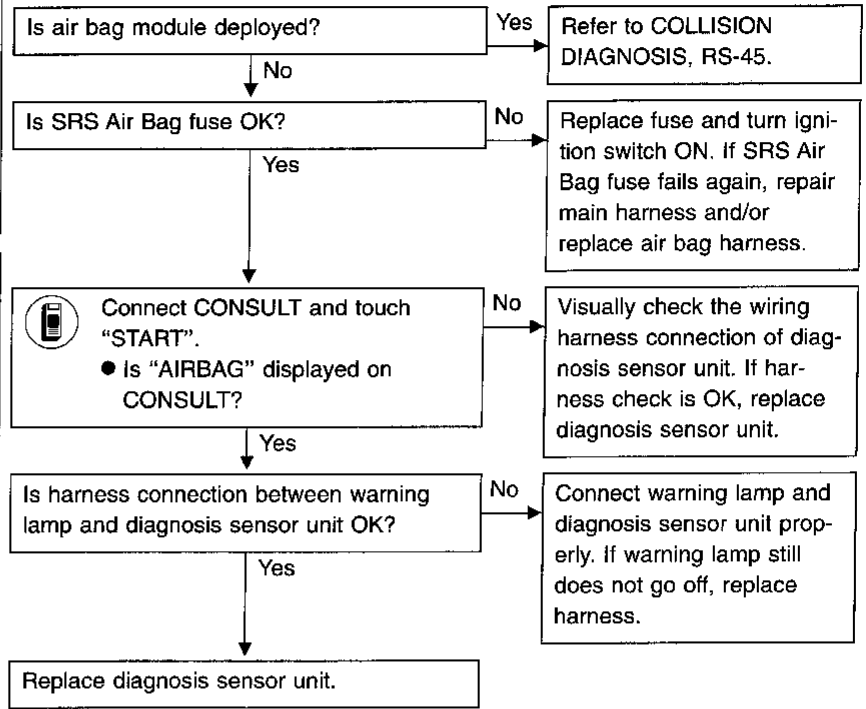 Is air bag module deployed?
Yes
Refer to COLLISION
DIAGNOSIS, RS-45.
No
Is SRS Air Bag fuse OK?
No
Replace fuse and turn igni-
tion switch ON. If SRS Air
Bag fuse fails again, repair
main harness and/or
replace air bag harness.
Yes
Connect CONSULT and touch
“START”.
● Is “AIRBAG” displayed on
CONSULT?
No
Visually check the wiring
harness connection of diag-
nosis sensor unit. If har-
ness check is OK, replace
diagnosis sensor unit.
Yes
Is harness connection between warning
lamp and diagnosis sensor unit OK?
No
Connect warning lamp and
diagnosis sensor unit prop-
erly. If warning lamp still
does not go off, replace
harness.
Yes
Replace diagnosis sensor unit.